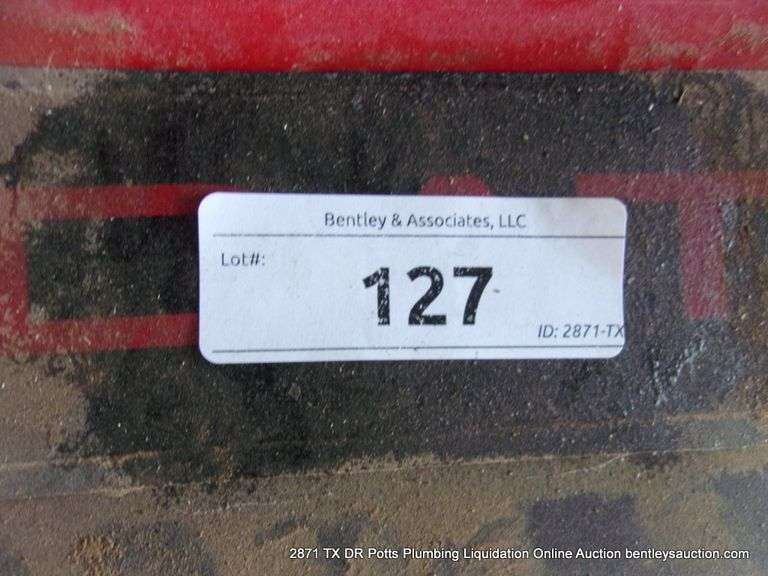 Bentley & Associates, LLC
Lot#:
127
ID: 2871-TX
2871 TX DR Potts Plumbing Liquidation Online Auction bentleysauction.com